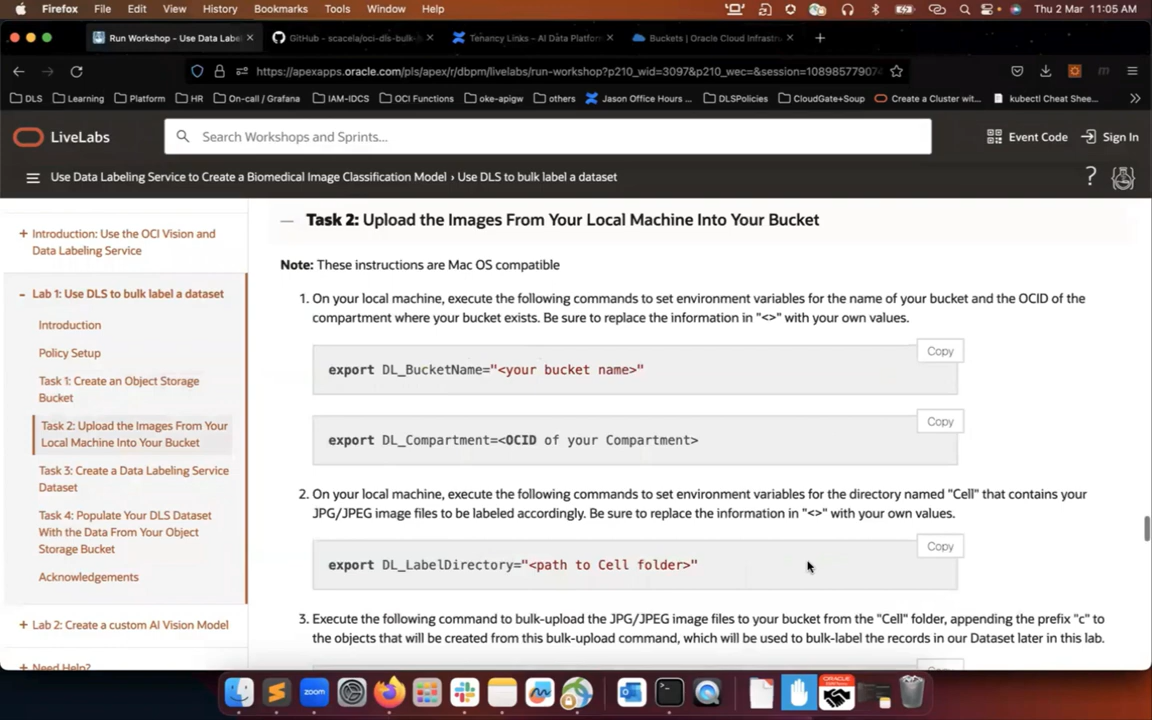 Firefox File Edit View History Bookmarks Tools Window Help Thu 2 Mar 11:05 AM
Run Workshop - Use Data Label
GitHub - scacela/oci-dls-bulk-
Tenancy Links - AI Data Platform
Buckets | Oracle Cloud Infrastru
https://apexapps.oracle.com/pls/apex/r/dbpm/livelabs/run-workshop?p210_wid=3097&p210_wec=&session=108985779074
DLS Learning Platform HR On-call / Grafana IAM-IDCS OCI Functions oke-apigw others Jason Office Hours ... DLSPolicies CloudGate+Soup Create a Cluster wit... kubectl Cheat Shee...
LiveLabs
Search Workshops and Sprints...
Event Code
Sign In
Use Data Labeling Service to Create a Biomedical Image Classification Model › Use DLS to bulk label a dataset
?
+ Introduction: Use the OCI Vision and
Data Labeling Service
- Lab 1: Use DLS to bulk label a dataset
Introduction
Policy Setup
Task 1: Create an Object Storage
Bucket
Task 2: Upload the Images From Your
Local Machine Into Your Bucket
Task 3: Create a Data Labeling Service
Dataset
Task 4: Populate Your DLS Dataset
With the Data From Your Object
Storage Bucket
Acknowledgements
+ Lab 2: Create a custom AI Vision Model
+ Need Help?
— Task 2: Upload the Images From Your Local Machine Into Your Bucket
Note: These instructions are Mac OS compatible
1. On your local machine, execute the following commands to set environment variables for the name of your bucket and the OCID of the
compartment where your bucket exists. Be sure to replace the information in "<>" with your own values.
Copy
export DL_BucketName="<your bucket name>"
Copy
export DL_Compartment=<OCID of your Compartment>
2. On your local machine, execute the following commands to set environment variables for the directory named "Cell" that contains your
JPG/JPEG image files to be labeled accordingly. Be sure to replace the information in "<>" with your own values.
Copy
export DL_LabelDirectory="<path to Cell folder>"
3. Execute the following command to bulk-upload the JPG/JPEG image files to your bucket from the "Cell" folder, appending the prefix "c" to
the objects that will be created from this bulk-upload command, which will be used to bulk-label the records in our Dataset later in this lab.
Copy
zoom
ORACLE